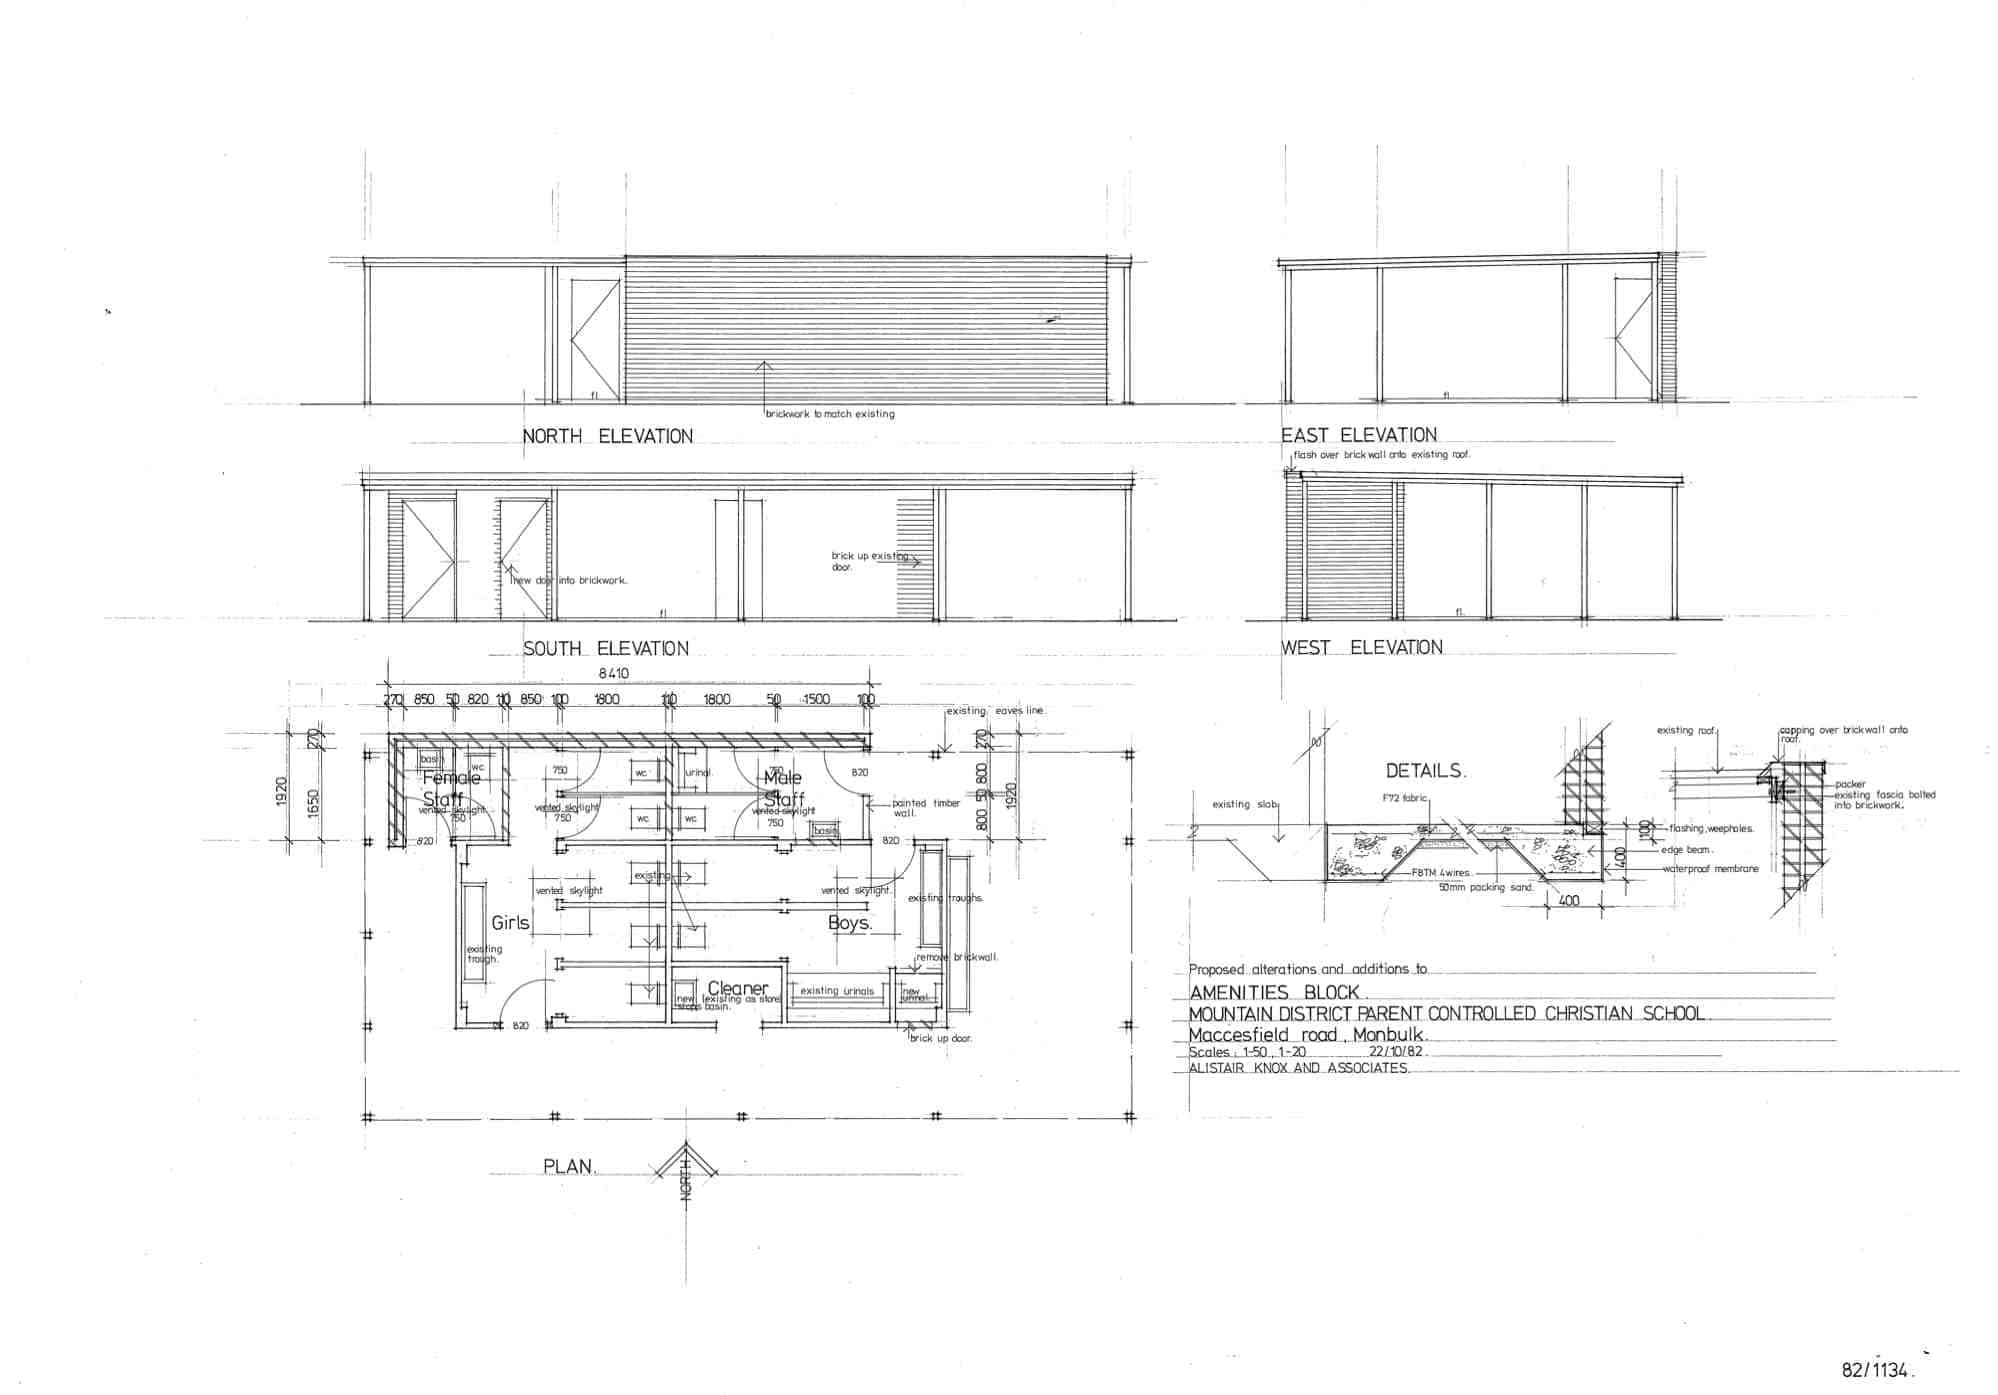 fl.
brickwork to match existing
NORTH ELEVATION
fl.
EAST ELEVATION
flash over brick wall onto existing roof.
new door into brickwork.
brick up existing
door.
fl.
SOUTH ELEVATION
fl.
WEST ELEVATION
8410
270 850 50 820 110 850 100 1800 110 1800 50 1500 100
existing eaves line.
1920
270
1650
270
800
50
800
1920
basin
wc
Female
Staff
vented skylight
750
820
750
vented skylight
750
wc
wc
wc
urinal.
750
Male
Staff
vented skylight
750
basin
820
painted timber
wall.
820
existing
vented skylight
vented skylight.
existing troughs.
Girls
Boys.
existing
trough.
remove brickwall.
Cleaner
(existing as store)
new
basin.
existing urinals
new
urinal.
820
brick up door.
PLAN.
NORTH
DETAILS.
existing slab
F72 fabric.
F8TM 4wires.
50mm packing sand.
100
400
400
flashing, weepholes.
edge beam.
waterproof membrane
existing roof.
capping over brickwall onto
roof.
packer
existing fascia bolted
into brickwork.
Proposed alterations and additions to
AMENITIES BLOCK.
MOUNTAIN DISTRICT PARENT CONTROLLED CHRISTIAN SCHOOL.
Maccesfield road, Monbulk.
Scales: 1-50, 1-20 22/10/82.
ALISTAIR KNOX AND ASSOCIATES.
82/1134.